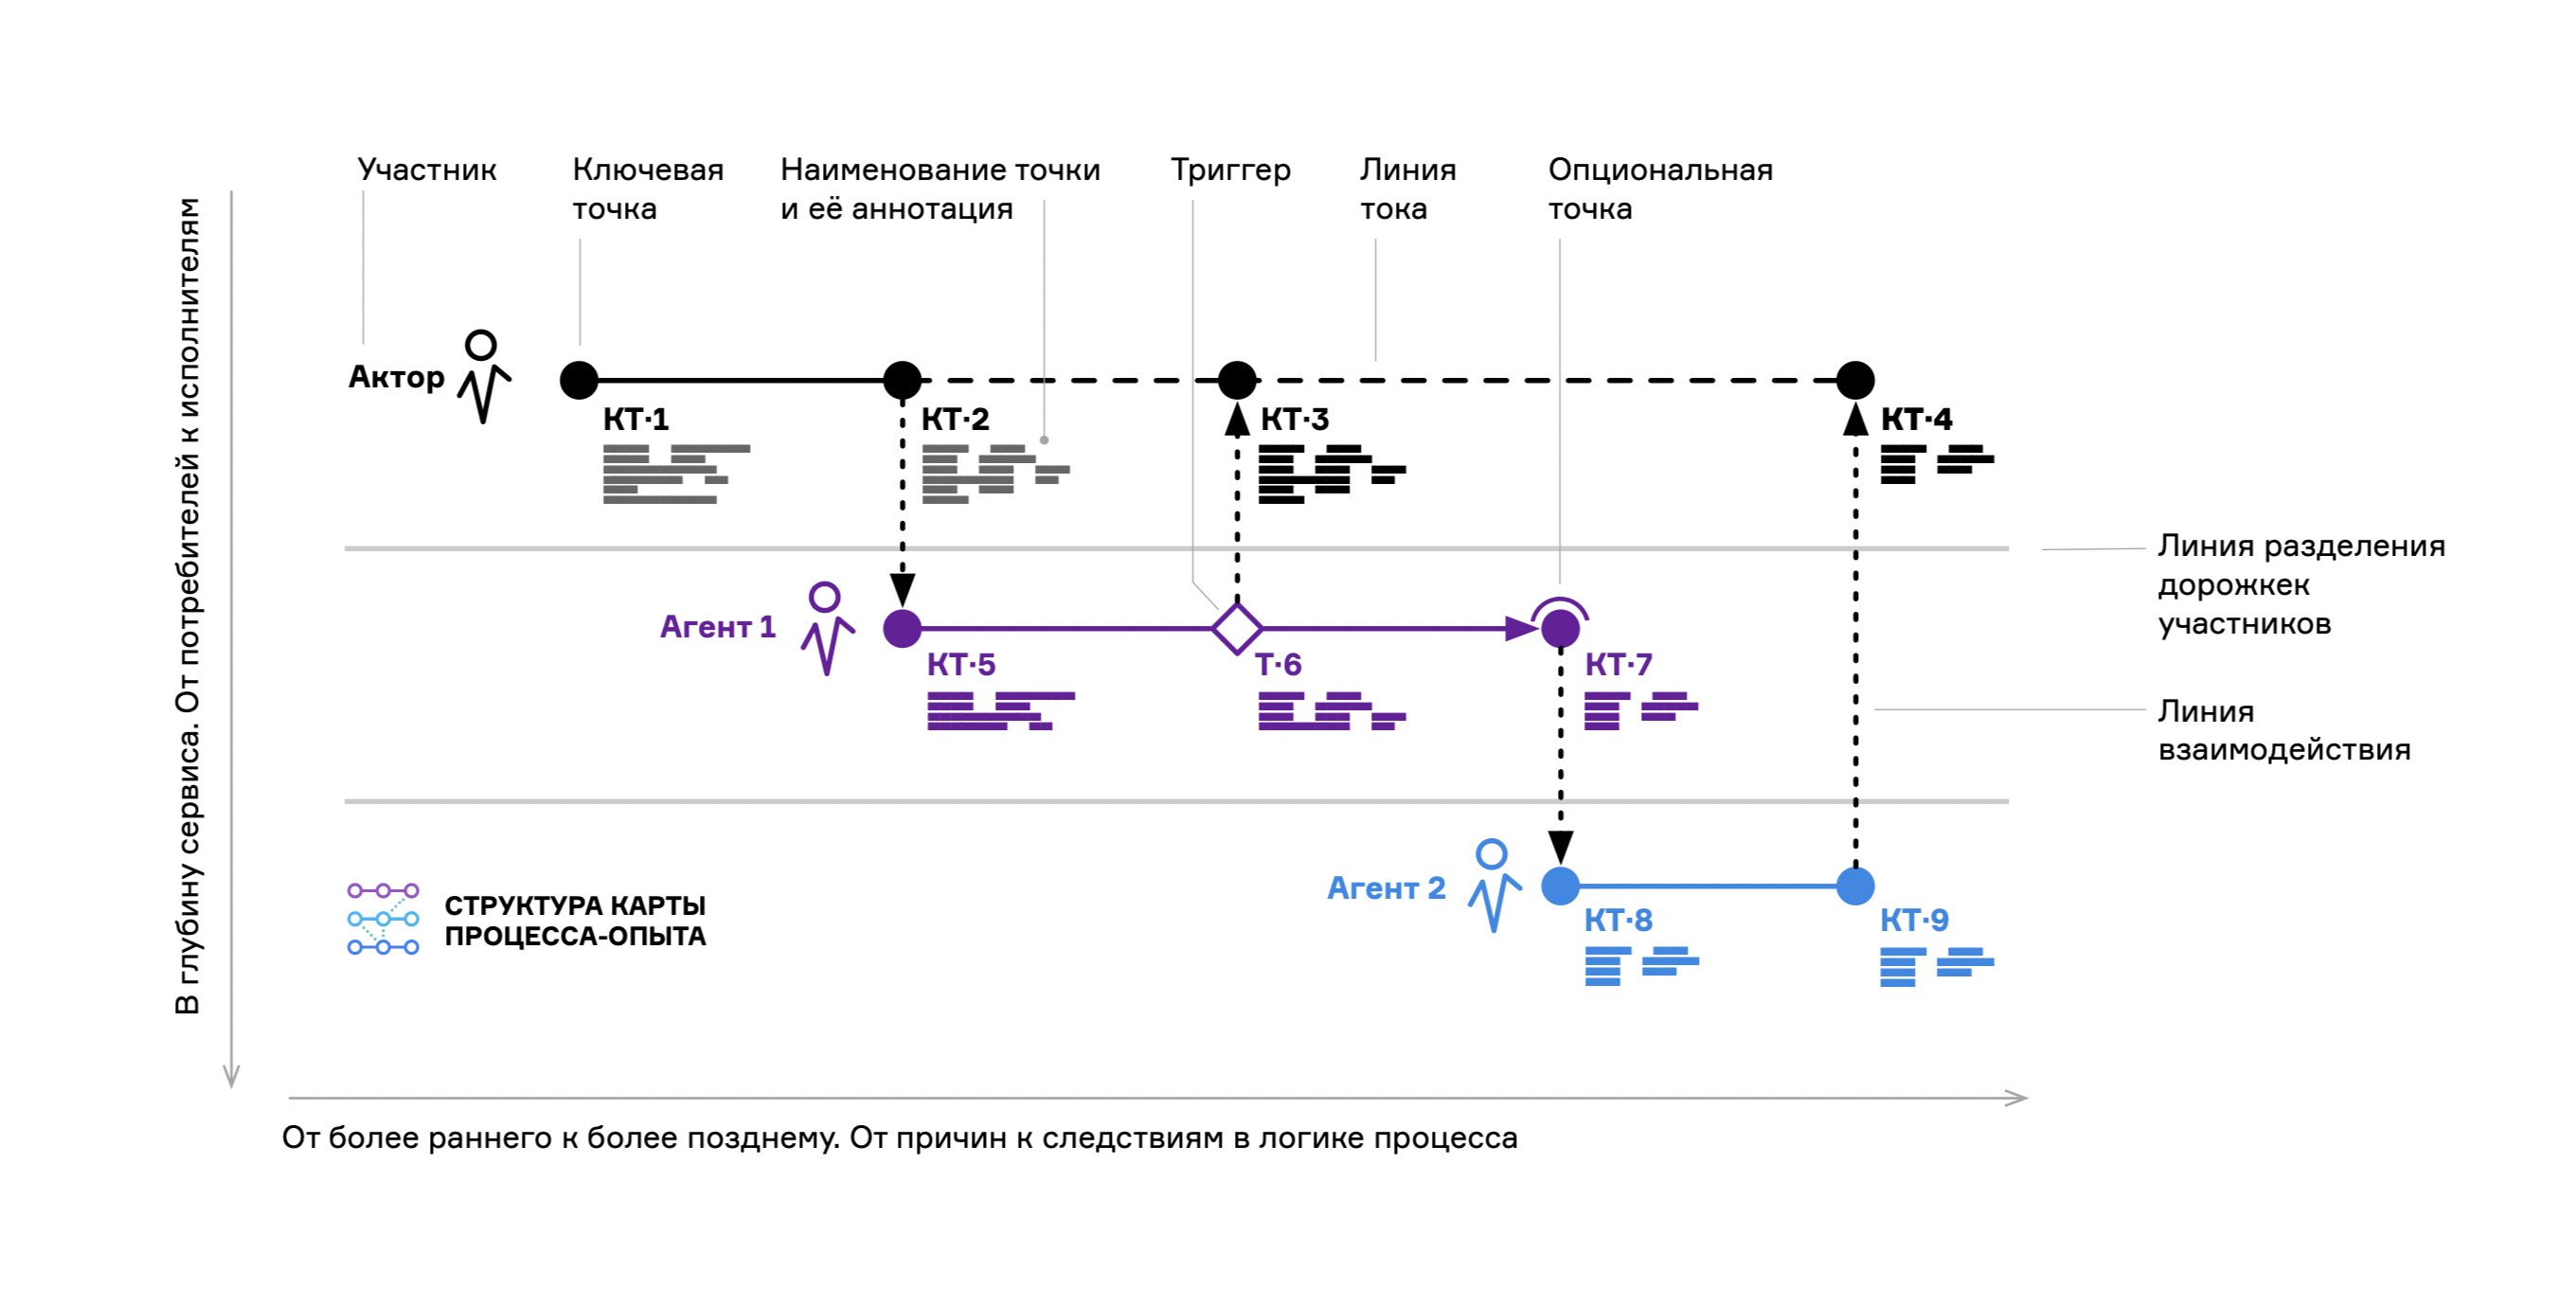 Участник
Ключевая
точка
Наименование точки
и её аннотация
Триггер
Линия
тока
Опциональная
точка
В глубину сервиса. От потребителей к исполнителям
Актор
КТ·1
КТ·2
КТ·3
КТ·4
Линия разделения
дорожкек
участников
Агент 1
КТ·5
Т·6
КТ·7
Линия
взаимодействия
Агент 2
КТ·8
КТ·9
СТРУКТУРА КАРТЫ
ПРОЦЕССА-ОПЫТА
От более раннего к более позднему. От причин к следствиям в логике процесса